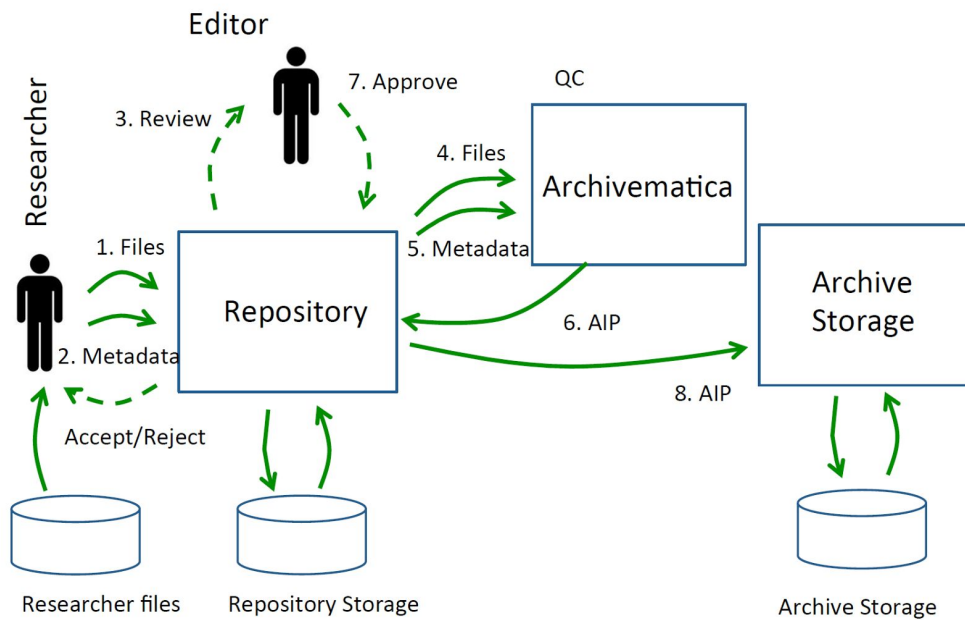 Editor
Researcher
7. Approve
QC
3. Review
4. Files
Archivematica
1. Files
5. Metadata
Repository
Archive
Storage
6. AIP
2. Metadata
8. AIP
Accept/Reject
Researcher files
Repository Storage
Archive Storage